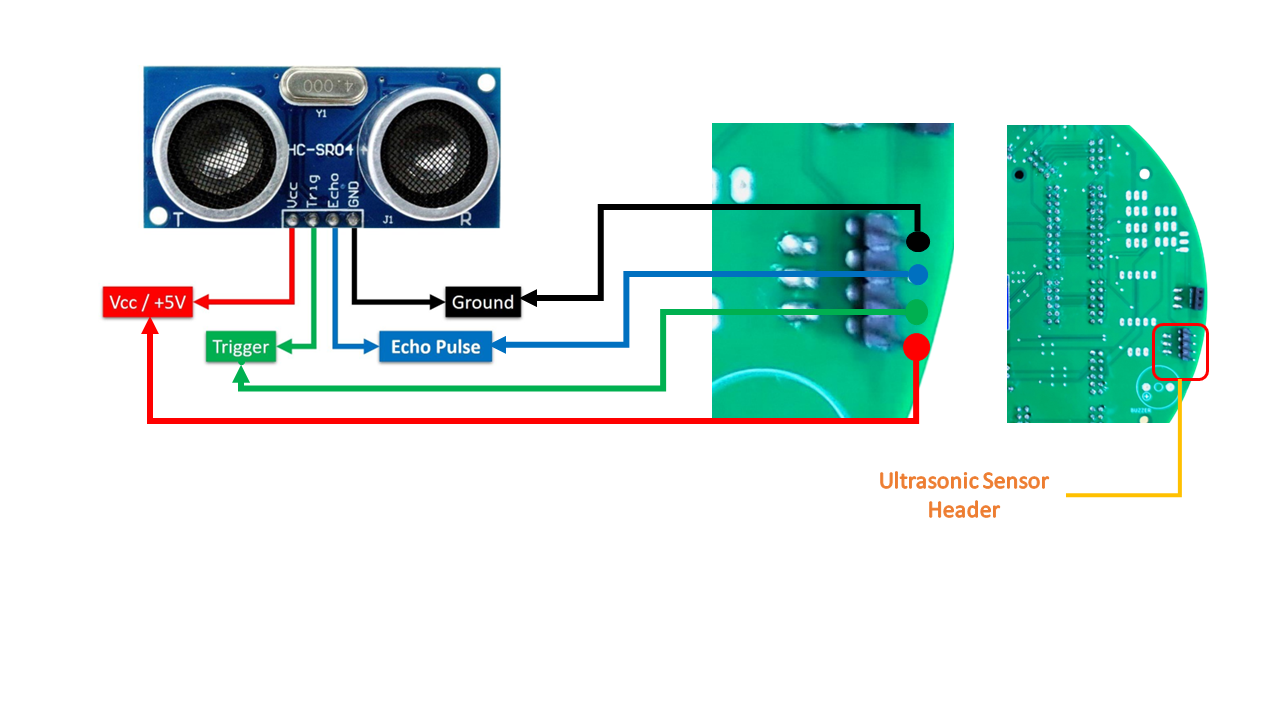 4.000
Y1
HC-SR04
Vcc
Trig
Echo
GND
T
J1
R
Vcc / +5V
Ground
Trigger
Echo Pulse
BUZZER
Ultrasonic Sensor
Header